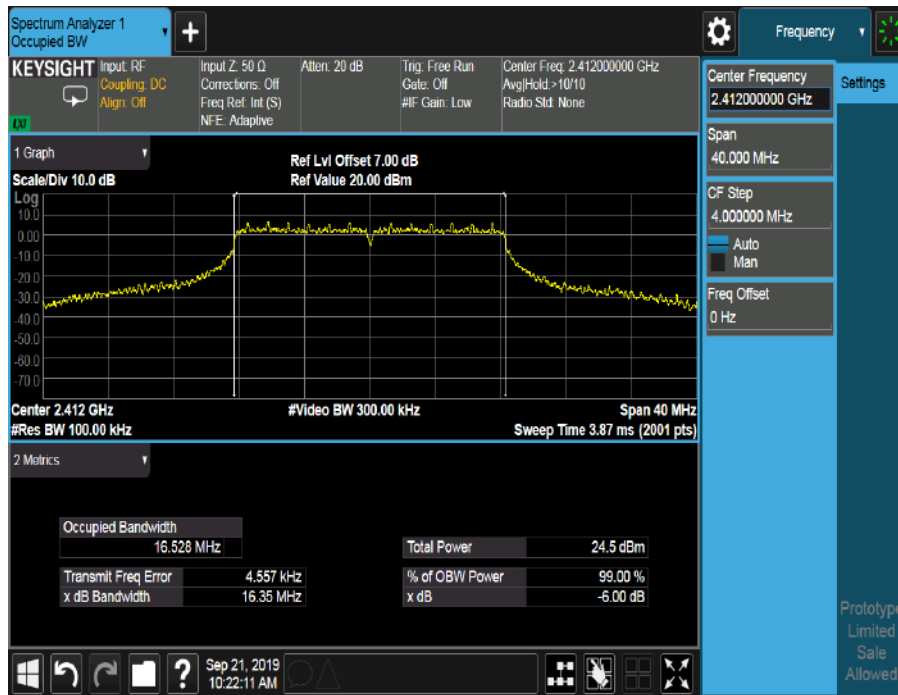 Spectrum Analyzer 1
Occupied BW
Frequency
KEYSIGHT
Input: RF
Coupling: DC
Align: Off
Input Z: 50 Ω
Corrections: Off
Freq Ref: Int (S)
NFE: Adaptive
Atten: 20 dB
Trig: Free Run
Gate: Off
#IF Gain: Low
Center Freq: 2.412000000 GHz
Avg|Hold:>10/10
Radio Std: None
LXI
Center Frequency
2.412000000 GHz
Settings
Span
40.000 MHz
CF Step
4.000000 MHz
Auto
Man
Freq Offset
0 Hz
1 Graph
Scale/Div 10.0 dB
Ref Lvl Offset 7.00 dB
Ref Value 20.00 dBm
Log
10.0
0.00
-10.0
-20.0
-30.0
-40.0
-50.0
-60.0
-70.0
Center 2.412 GHz
#Video BW 300.00 kHz
Span 40 MHz
#Res BW 100.00 kHz
Sweep Time 3.87 ms (2001 pts)
2 Metrics
Occupied Bandwidth
16.528 MHz
Total Power 24.5 dBm
Transmit Freq Error 4.557 kHz
% of OBW Power 99.00 %
x dB Bandwidth 16.35 MHz
x dB -6.00 dB
Prototype
Limited
Sale
Allowed
?
Sep 21, 2019
10:22:11 AM